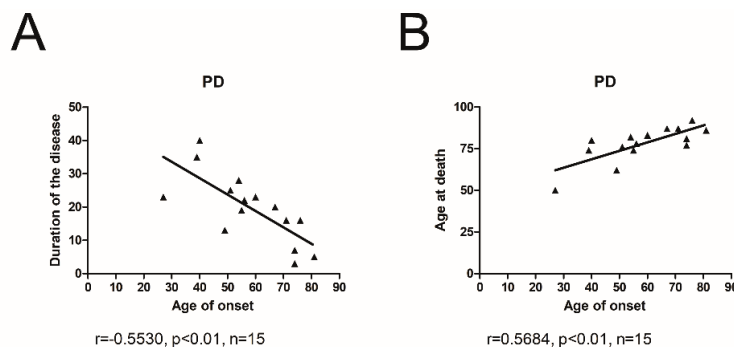 A
PD
Duration of the disease
50
40
30
20
10
0
0 10 20 30 40 50 60 70 80 90
Age of onset
r=-0.5530, p<0.01, n=15
B
PD
Age at death
100
75
50
25
0
0 10 20 30 40 50 60 70 80 90
Age of onset
r=0.5684, p<0.01, n=15